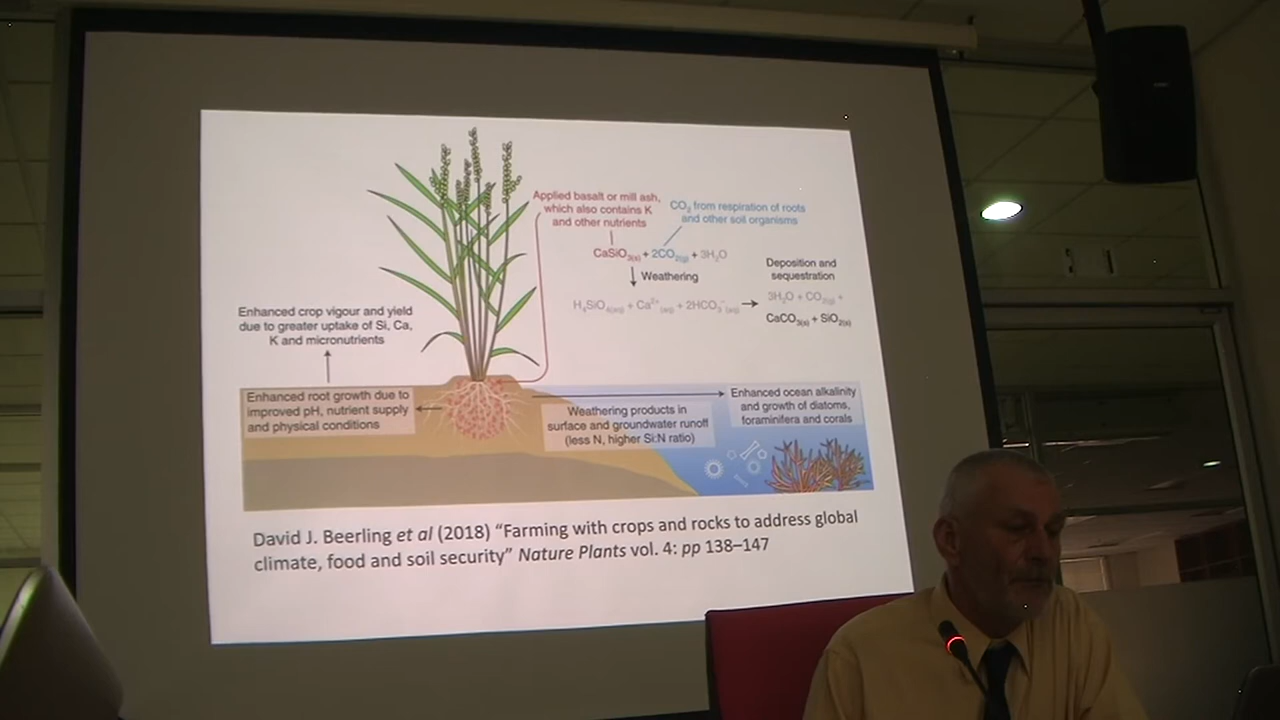 Applied basalt or mill ash,
which also contains K
and other nutrients
CO₂ from respiration of roots
and other soil organisms
CaSiO₃₍ₛ₎ + 2CO₂₍g₎ + 3H₂O
Weathering
H₄SiO₄₍aq₎ + Ca²⁺₍aq₎ + 2HCO₃⁻₍aq₎
Deposition and
sequestration
3H₂O + CO₂₍g₎ +
CaCO₃₍ₛ₎ + SiO₂₍ₛ₎
Enhanced crop vigour and yield
due to greater uptake of Si, Ca,
K and micronutrients
Enhanced root growth due to
improved pH, nutrient supply
and physical conditions
Weathering products in
surface and groundwater runoff
(less N, higher Si:N ratio)
Enhanced ocean alkalinity
and growth of diatoms,
foraminifera and corals
David J. Beerling et al (2018) “Farming with crops and rocks to address global
climate, food and soil security” Nature Plants vol. 4: pp 138–147